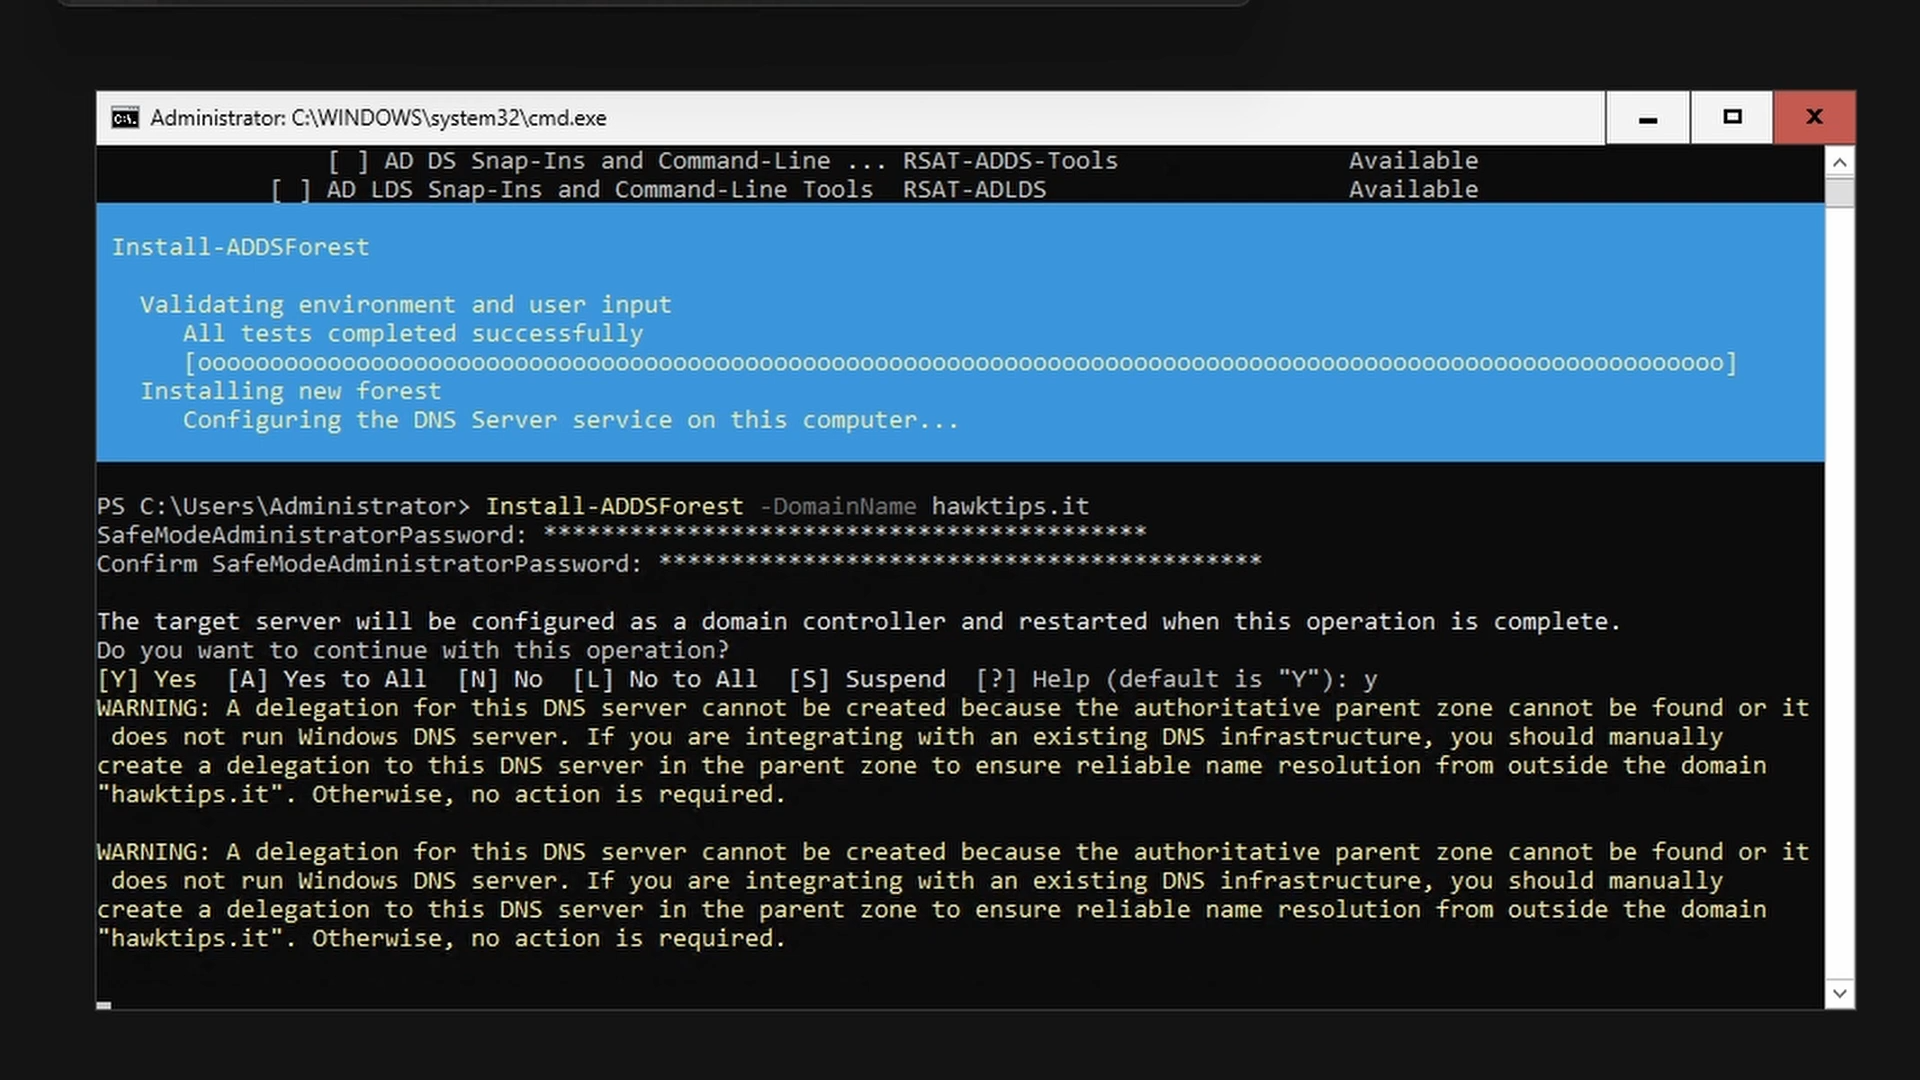 Administrator: C:\WINDOWS\system32\cmd.exe
[ ] AD DS Snap-Ins and Command-Line ... RSAT-ADDS-Tools Available
[ ] AD LDS Snap-Ins and Command-Line Tools RSAT-ADLDS Available
Install-ADDSForest
Validating environment and user input
All tests completed successfully
[oooooooooooooooooooooooooooooooooooooooooooooooooooooooooooooooooooooooooooooooooooooooooooooooooooooooooo]
Installing new forest
Configuring the DNS Server service on this computer...
PS C:\Users\Administrator> Install-ADDSForest -DomainName hawktips.it
SafeModeAdministratorPassword: ******************************************
Confirm SafeModeAdministratorPassword: ******************************************
The target server will be configured as a domain controller and restarted when this operation is complete.
Do you want to continue with this operation?
[Y] Yes [A] Yes to All [N] No [L] No to All [S] Suspend [?] Help (default is "Y"): y
WARNING: A delegation for this DNS server cannot be created because the authoritative parent zone cannot be found or it
does not run Windows DNS server. If you are integrating with an existing DNS infrastructure, you should manually
create a delegation to this DNS server in the parent zone to ensure reliable name resolution from outside the domain
"hawktips.it". Otherwise, no action is required.
WARNING: A delegation for this DNS server cannot be created because the authoritative parent zone cannot be found or it
does not run Windows DNS server. If you are integrating with an existing DNS infrastructure, you should manually
create a delegation to this DNS server in the parent zone to ensure reliable name resolution from outside the domain
"hawktips.it". Otherwise, no action is required.